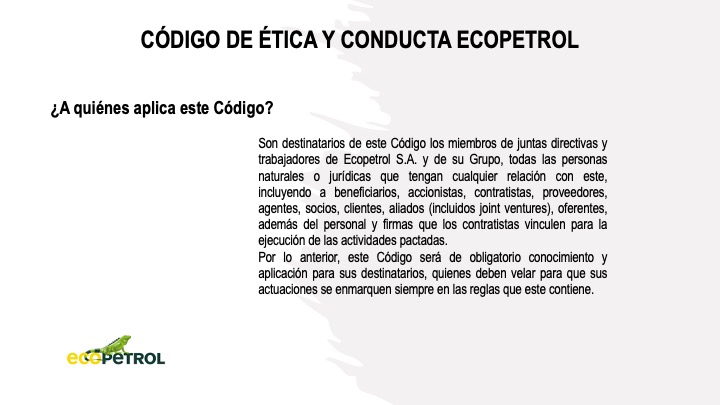 CÓDIGO DE ÉTICA Y CONDUCTA ECOPETROL
¿A quiénes aplica este Código?
Son destinatarios de este Código los miembros de juntas directivas y
trabajadores de Ecopetrol S.A. y de su Grupo, todas las personas
naturales o jurídicas que tengan cualquier relación con este,
incluyendo a beneficiarios, accionistas, contratistas, proveedores,
agentes, socios, clientes, aliados (incluidos joint ventures), oferentes,
además del personal y firmas que los contratistas vinculen para la
ejecución de las actividades pactadas.
Por lo anterior, este Código será de obligatorio conocimiento y
aplicación para sus destinatarios, quienes deben velar para que sus
actuaciones se enmarquen siempre en las reglas que este contiene.
ecoPETROL